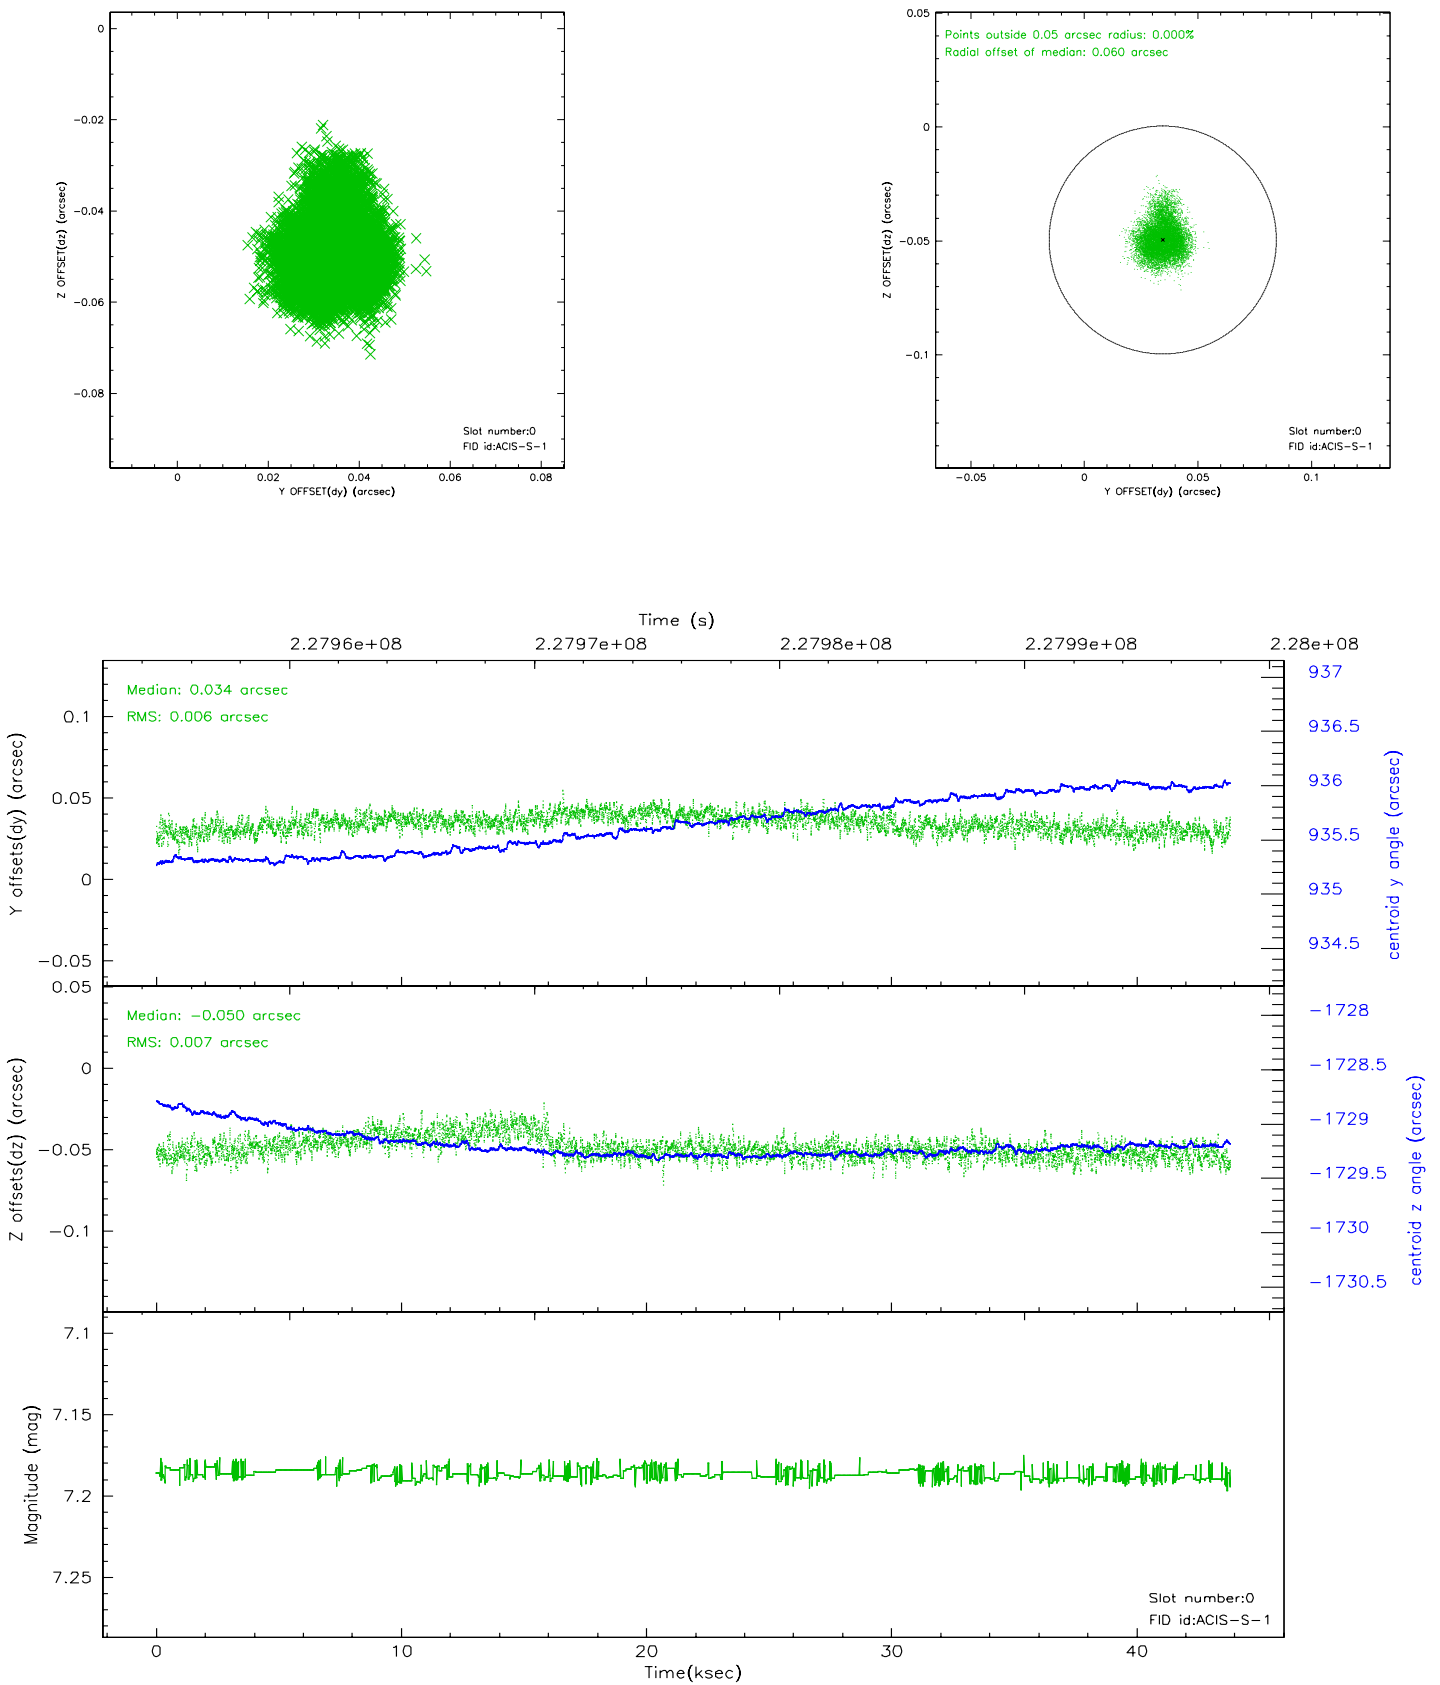 0
−0.02
−0.04
−0.06
−0.08
Z OFFSET(dz) (arcsec)
0 0.02 0.04 0.06 0.08
Y OFFSET(dy) (arcsec)
Slot number:0
FID id:ACIS−S−1
Points outside 0.05 arcsec radius: 0.000%
Radial offset of median: 0.060 arcsec
0.05
0
−0.05
−0.1
Z OFFSET(dz) (arcsec)
−0.05 0 0.05 0.1
Y OFFSET(dy) (arcsec)
Slot number:0
FID id:ACIS−S−1
Time (s)
2.2796e+08 2.2797e+08 2.2798e+08 2.2799e+08 2.28e+08
Median: 0.034 arcsec
RMS: 0.006 arcsec
0.1
0.05
0
−0.05
Y offsets(dy) (arcsec)
937
936.5
936
935.5
935
934.5
centroid y angle (arcsec)
Median: −0.050 arcsec
RMS: 0.007 arcsec
0.05
0
−0.05
−0.1
Z offsets(dz) (arcsec)
−1728
−1728.5
−1729
−1729.5
−1730
−1730.5
centroid z angle (arcsec)
7.1
7.15
7.2
7.25
Magnitude (mag)
Slot number:0
FID id:ACIS−S−1
0 10 20 30 40
Time(ksec)